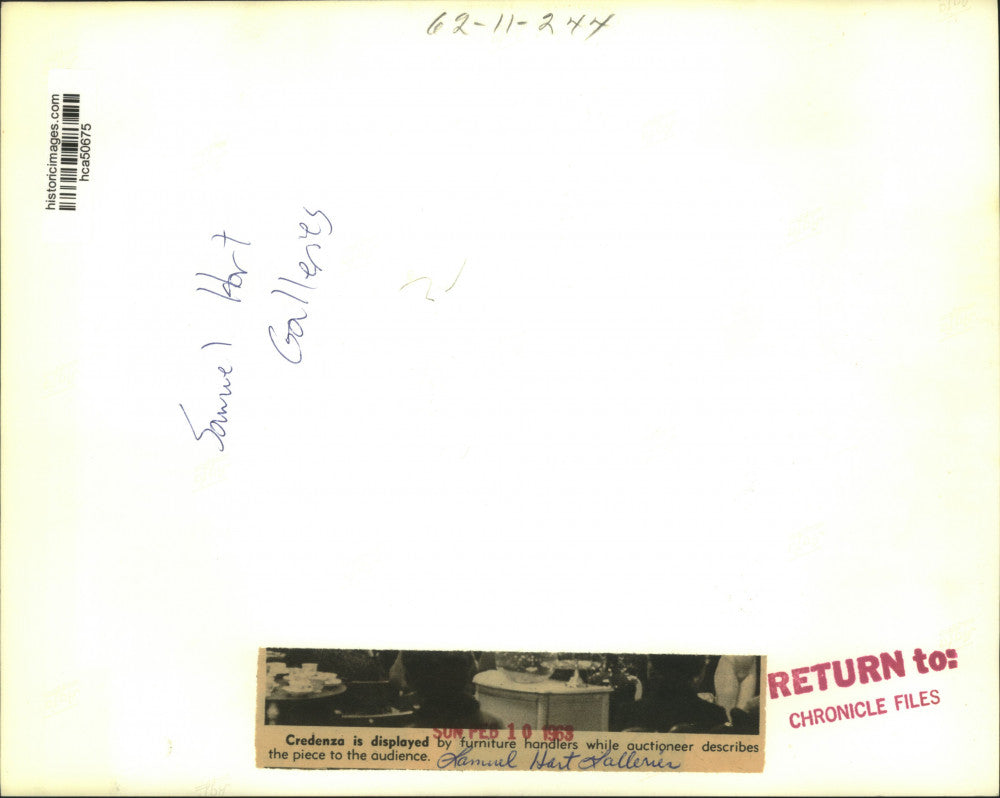 62-11-244
historicimages.com
hca50675
Samuel Hart
Galleries
RETURN to:
CHRONICLE FILES
SUN FEB 10 1963
Credenza is displayed by furniture handlers while auctioneer describes
the piece to the audience. Samuel Hart Galleries